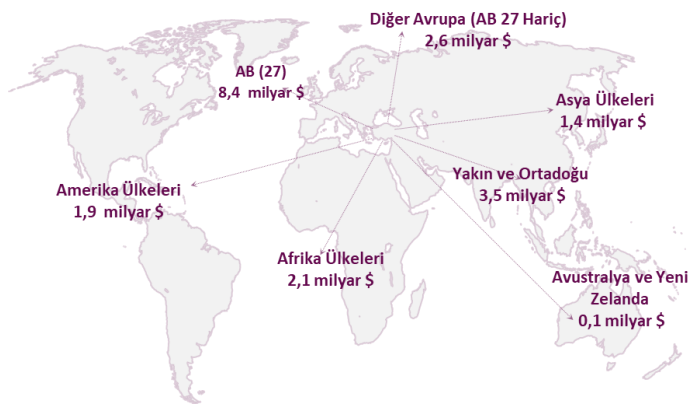 Diğer Avrupa (AB 27 Hariç)
2,6 milyar $
AB (27)
8,4 milyar $
Asya Ülkeleri
1,4 milyar $
Yakın ve Ortadoğu
3,5 milyar $
Amerika Ülkeleri
1,9 milyar $
Afrika Ülkeleri
2,1 milyar $
Avustralya ve Yeni
Zelanda
0,1 milyar $